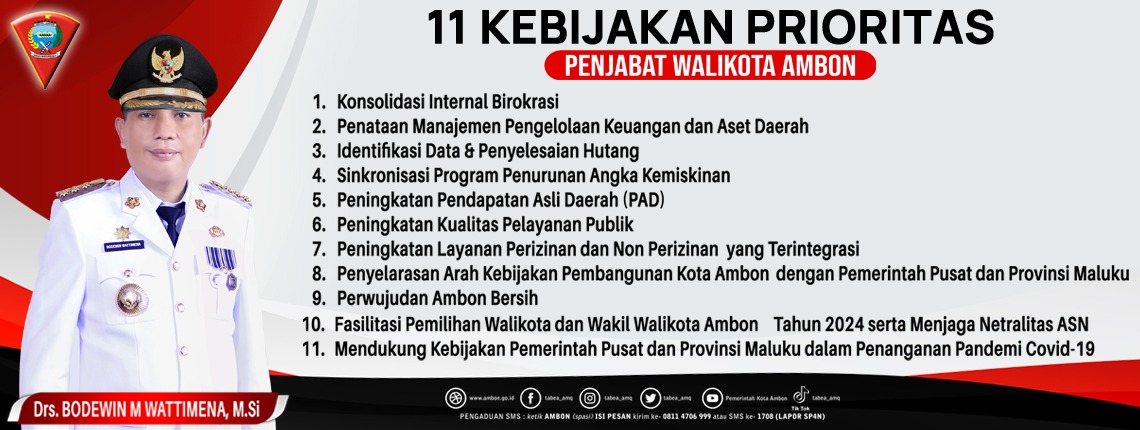 11 KEBIJAKAN PRIORITAS
PENJABAT WALIKOTA AMBON
1. Konsolidasi Internal Birokrasi
2. Penataan Manajemen Pengelolaan Keuangan dan Aset Daerah
3. Identifikasi Data & Penyelesaian Hutang
4. Sinkronisasi Program Penurunan Angka Kemiskinan
5. Peningkatan Pendapatan Asli Daerah (PAD)
6. Peningkatan Kualitas Pelayanan Publik
7. Peningkatan Layanan Perizinan dan Non Perizinan yang Terintegrasi
8. Penyelarasan Arah Kebijakan Pembangunan Kota Ambon dengan Pemerintah Pusat dan Provinsi Maluku
9. Perwujudan Ambon Bersih
10. Fasilitasi Pemilihan Walikota dan Wakil Walikota Ambon Tahun 2024 serta Menjaga Netralitas ASN
11. Mendukung Kebijakan Pemerintah Pusat dan Provinsi Maluku dalam Penanganan Pandemi Covid-19
BODEWIN WATTIMENA
Drs. BODEWIN M WATTIMENA, M.Si
www.ambon.go.id tabea_amq tabea_amq tabea_amq Pemerintah Kota Ambon tabea_amq
Tik Tok
PENGADUAN SMS : ketik AMBON (spasi) ISI PESAN kirim ke- 0811 4706 999 atau SMS ke- 1708 (LAPOR SP4N)